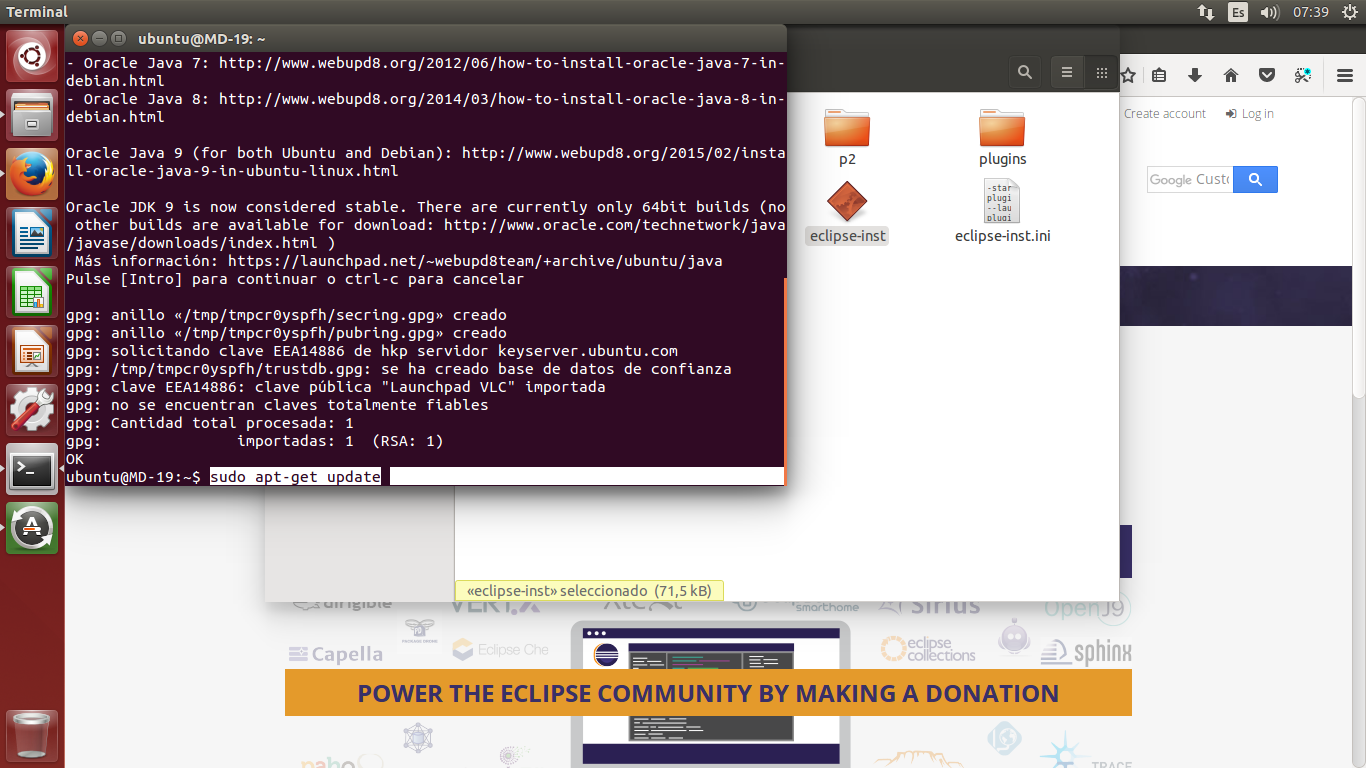 Terminal
Es
07:39
ubuntu@MD-19: ~
- Oracle Java 7: http://www.webupd8.org/2012/06/how-to-install-oracle-java-7-in-
debian.html
- Oracle Java 8: http://www.webupd8.org/2014/03/how-to-install-oracle-java-8-in-
debian.html
Oracle Java 9 (for both Ubuntu and Debian): http://www.webupd8.org/2015/02/insta
ll-oracle-java-9-in-ubuntu-linux.html
Oracle JDK 9 is now considered stable. There are currently only 64bit builds (no
other builds are available for download: http://www.oracle.com/technetwork/java
/javase/downloads/index.html )
Más información: https://launchpad.net/~webupd8team/+archive/ubuntu/java
Pulse [Intro] para continuar o ctrl-c para cancelar
gpg: anillo «/tmp/tmpcr0yspfh/secring.gpg» creado
gpg: anillo «/tmp/tmpcr0yspfh/pubring.gpg» creado
gpg: solicitando clave EEA14886 de hkp servidor keyserver.ubuntu.com
gpg: /tmp/tmpcr0yspfh/trustdb.gpg: se ha creado base de datos de confianza
gpg: clave EEA14886: clave pública "Launchpad VLC" importada
gpg: no se encuentran claves totalmente fiables
gpg: Cantidad total procesada: 1
gpg: importadas: 1 (RSA: 1)
OK
ubuntu@MD-19:~$ sudo apt-get update
p2
plugins
-star
plugi
--lau
plugi
eclipse-inst
eclipse-inst.ini
Create account
Log in
Google
«eclipse-inst» seleccionado (71,5 kB)
dirigible
VERT.X
smarthome
Sirius
OpenJ9
Capella
Eclipse Che
eclipse
collections
sphinx
POWER THE ECLIPSE COMMUNITY BY MAKING A DONATION
TRACE